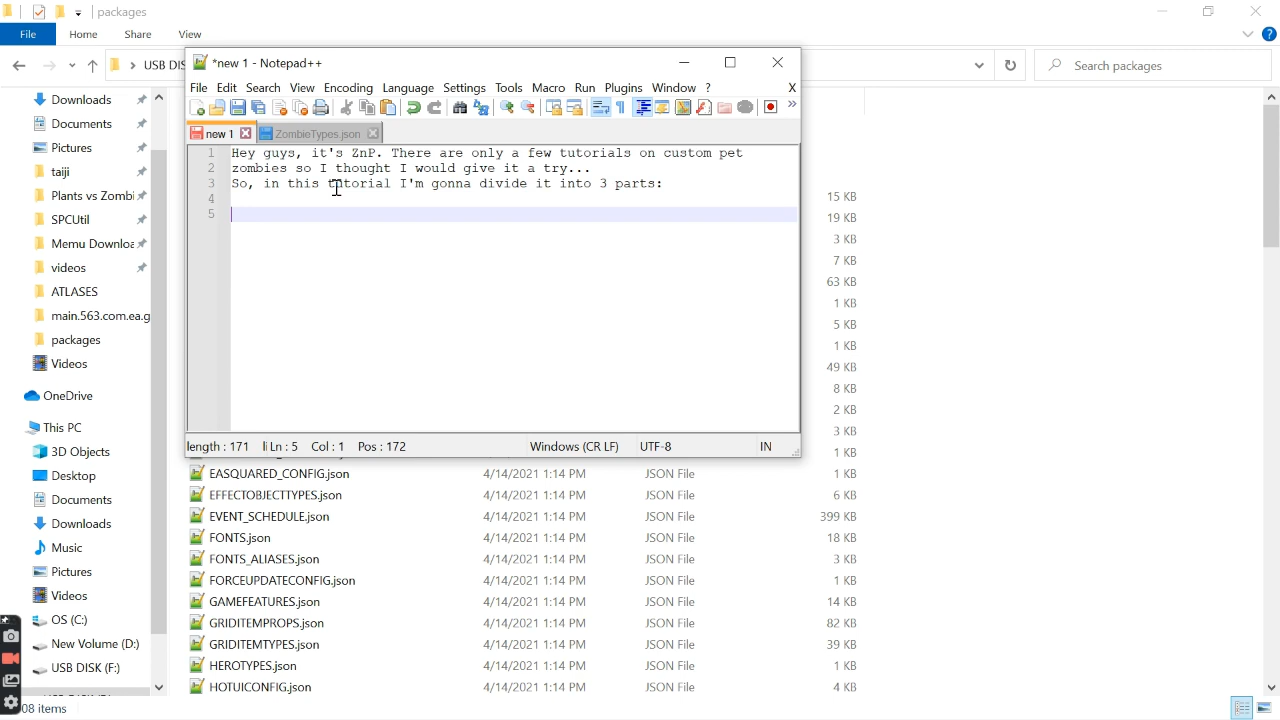 packages
File Home Share View
USB DIS
Search packages
*new 1 - Notepad++
File Edit Search View Encoding Language Settings Tools Macro Run Plugins Window ? X
new 1
ZombieTypes.json
1 Hey guys, it's ZnP. There are only a few tutorials on custom pet
2 zombies so I thought I would give it a try...
3 So, in this tutorial I'm gonna divide it into 3 parts:
4
5
length : 171 li Ln : 5 Col : 1 Pos : 172 Windows (CR LF) UTF-8 IN
Downloads
Documents
Pictures
taiji
Plants vs Zombi
SPCUtil
Memu Downloa
videos
ATLASES
main.563.com.ea.g
packages
Videos
OneDrive
This PC
3D Objects
Desktop
Documents
Downloads
Music
Pictures
Videos
OS (C:)
New Volume (D:)
USB DISK (F:)
15 KB
19 KB
3 KB
7 KB
63 KB
1 KB
5 KB
1 KB
49 KB
8 KB
2 KB
3 KB
1 KB
EASQUARED_CONFIG.json 4/14/2021 1:14 PM JSON File 1 KB
EFFECTOBJECTTYPES.json 4/14/2021 1:14 PM JSON File 6 KB
EVENT_SCHEDULE.json 4/14/2021 1:14 PM JSON File 399 KB
FONTS.json 4/14/2021 1:14 PM JSON File 18 KB
FONTS_ALIASES.json 4/14/2021 1:14 PM JSON File 3 KB
FORCEUPDATECONFIG.json 4/14/2021 1:14 PM JSON File 1 KB
GAMEFEATURES.json 4/14/2021 1:14 PM JSON File 14 KB
GRIDITEMPROPS.json 4/14/2021 1:14 PM JSON File 82 KB
GRIDITEMTYPES.json 4/14/2021 1:14 PM JSON File 39 KB
HEROTYPES.json 4/14/2021 1:14 PM JSON File 1 KB
HOTUICONFIG.json 4/14/2021 1:14 PM JSON File 4 KB
08 items